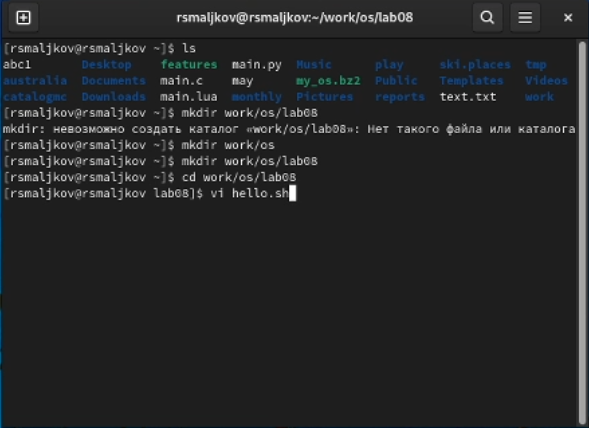 rsmaljkov@rsmaljkov:~/work/os/lab08
[rsmaljkov@rsmaljkov ~]$ ls
abc1 Desktop features main.py Music play ski.places tmp
australia Documents main.c may my_os.bz2 Public Templates Videos
catalogmc Downloads main.lua monthly Pictures reports text.txt work
[rsmaljkov@rsmaljkov ~]$ mkdir work/os/lab08
mkdir: невозможно создать каталог «work/os/lab08»: Нет такого файла или каталога
[rsmaljkov@rsmaljkov ~]$ mkdir work/os
[rsmaljkov@rsmaljkov ~]$ mkdir work/os/lab08
[rsmaljkov@rsmaljkov ~]$ cd work/os/lab08
[rsmaljkov@rsmaljkov lab08]$ vi hello.sh